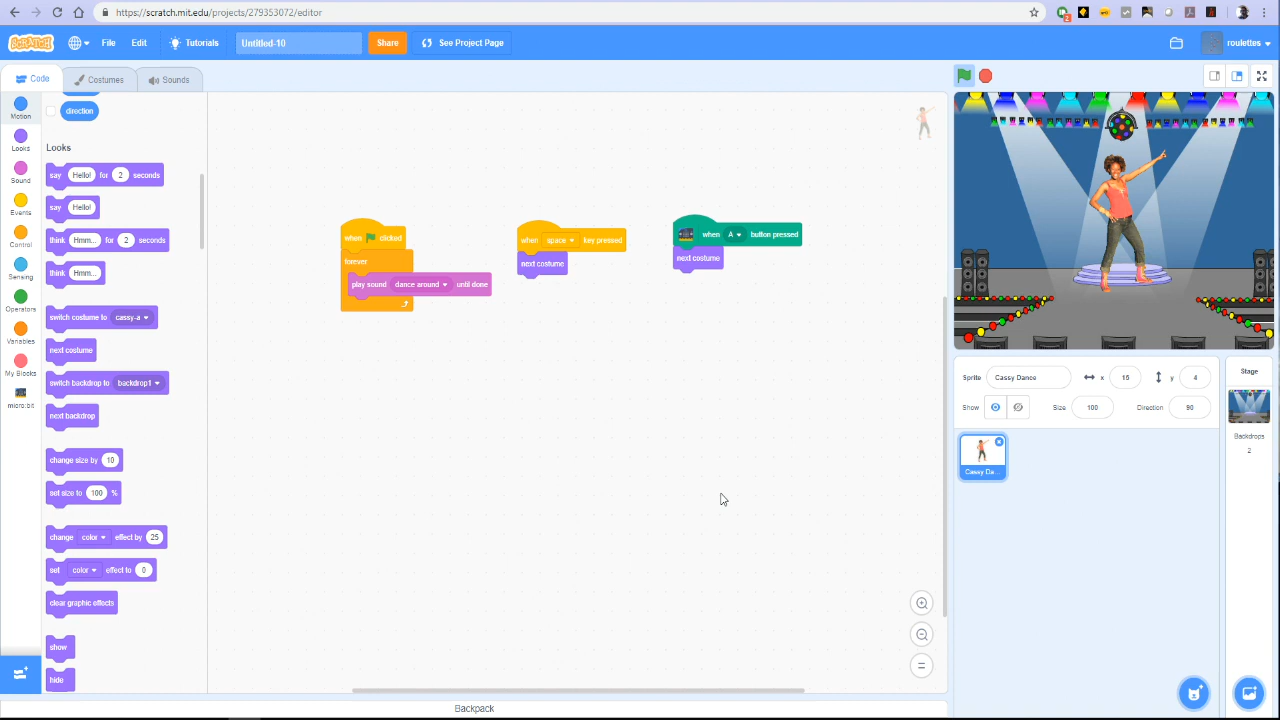 https://scratch.mit.edu/projects/279353072/editor
2
SCRATCH
File
Edit
Tutorials
Untitled-10
Share
See Project Page
roulettes
Code
Costumes
Sounds
Motion
Looks
Sound
Events
Control
Sensing
Operators
Variables
My Blocks
micro:bit
direction
Looks
say Hello! for 2 seconds
say Hello!
think Hmm... for 2 seconds
think Hmm...
switch costume to cassy-a
next costume
switch backdrop to backdrop1
next backdrop
change size by 10
set size to 100 %
change color effect by 25
set color effect to 0
clear graphic effects
show
hide
when clicked
forever
play sound dance around until done
when space key pressed
next costume
when A button pressed
next costume
Backpack
Sprite Cassy Dance x 15 y 4
Show Size 100 Direction 90
Cassy Da...
Stage
Backdrops
2